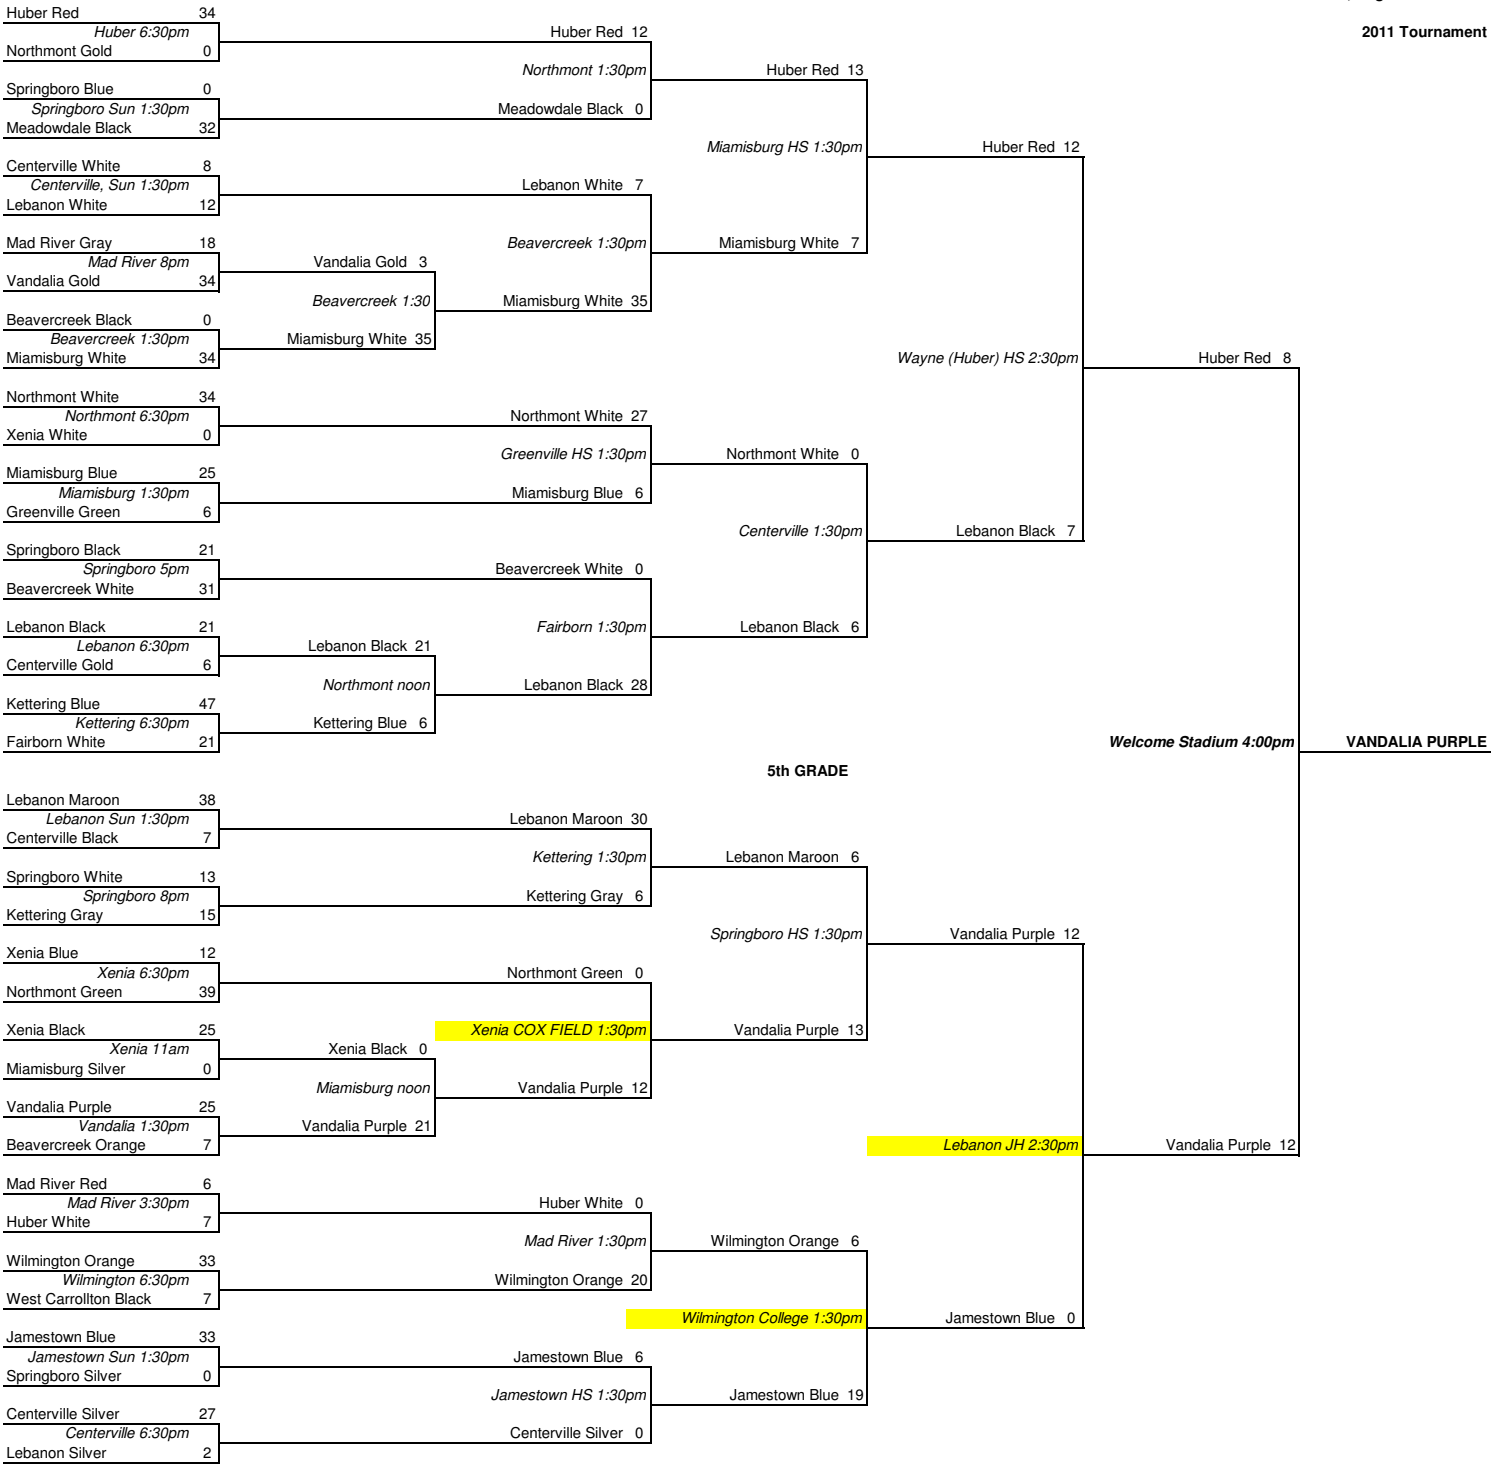 2011 Tournament
Huber Red 34
Huber 6:30pm
Northmont Gold 0
Huber Red 12
Northmont 1:30pm
Huber Red 13
Springboro Blue 0
Springboro Sun 1:30pm
Meadowdale Black 0
Meadowdale Black 32
Miamisburg HS 1:30pm
Huber Red 12
Centerville White 8
Centerville, Sun 1:30pm
Lebanon White 7
Lebanon White 12
Mad River Gray 18
Beavercreek 1:30pm
Miamisburg White 7
Mad River 8pm
Vandalia Gold 3
Vandalia Gold 34
Beavercreek 1:30
Miamisburg White 35
Beavercreek Black 0
Beavercreek 1:30pm
Miamisburg White 35
Miamisburg White 34
Wayne (Huber) HS 2:30pm
Huber Red 8
Northmont White 34
Northmont 6:30pm
Northmont White 27
Xenia White 0
Greenville HS 1:30pm
Northmont White 0
Miamisburg Blue 25
Miamisburg 1:30pm
Miamisburg Blue 6
Greenville Green 6
Centerville 1:30pm
Lebanon Black 7
Springboro Black 21
Springboro 5pm
Beavercreek White 0
Beavercreek White 31
Lebanon Black 21
Fairborn 1:30pm
Lebanon Black 6
Lebanon 6:30pm
Lebanon Black 21
Centerville Gold 6
Northmont noon
Lebanon Black 28
Kettering Blue 47
Kettering 6:30pm
Kettering Blue 6
Fairborn White 21
Welcome Stadium 4:00pm
VANDALIA PURPLE
5th GRADE
Lebanon Maroon 38
Lebanon Sun 1:30pm
Lebanon Maroon 30
Centerville Black 7
Kettering 1:30pm
Lebanon Maroon 6
Springboro White 13
Springboro 8pm
Kettering Gray 6
Kettering Gray 15
Springboro HS 1:30pm
Vandalia Purple 12
Xenia Blue 12
Xenia 6:30pm
Northmont Green 0
Northmont Green 39
Xenia Black 25
Xenia COX FIELD 1:30pm
Vandalia Purple 13
Xenia 11am
Xenia Black 0
Miamisburg Silver 0
Miamisburg noon
Vandalia Purple 12
Vandalia Purple 25
Vandalia 1:30pm
Vandalia Purple 21
Beavercreek Orange 7
Lebanon JH 2:30pm
Vandalia Purple 12
Mad River Red 6
Mad River 3:30pm
Huber White 0
Huber White 7
Mad River 1:30pm
Wilmington Orange 6
Wilmington Orange 33
Wilmington 6:30pm
Wilmington Orange 20
West Carrollton Black 7
Wilmington College 1:30pm
Jamestown Blue 0
Jamestown Blue 33
Jamestown Sun 1:30pm
Jamestown Blue 6
Springboro Silver 0
Jamestown HS 1:30pm
Jamestown Blue 19
Centerville Silver 27
Centerville 6:30pm
Centerville Silver 0
Lebanon Silver 2